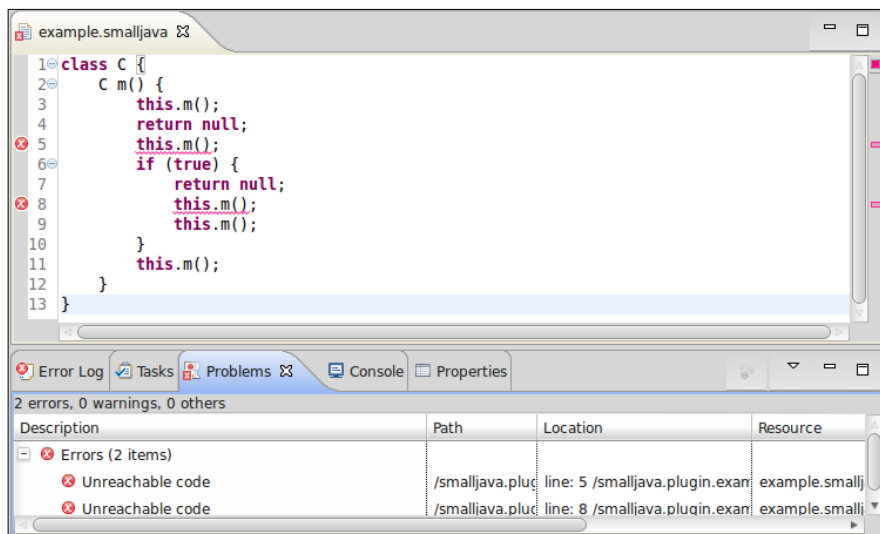 example.smalljava
1 class C {
2 C m() {
3 this.m();
4 return null;
5 this.m();
6 if (true) {
7 return null;
8 this.m();
9 this.m();
10 }
11 this.m();
12 }
13 }
Error Log Tasks Problems Console Properties
2 errors, 0 warnings, 0 others
Description Path Location Resource
Errors (2 items)
Unreachable code /smalljava.plug line: 5 /smalljava.plugin.exam example.smallj
Unreachable code /smalljava.plug line: 8 /smalljava.plugin.exam example.smallj